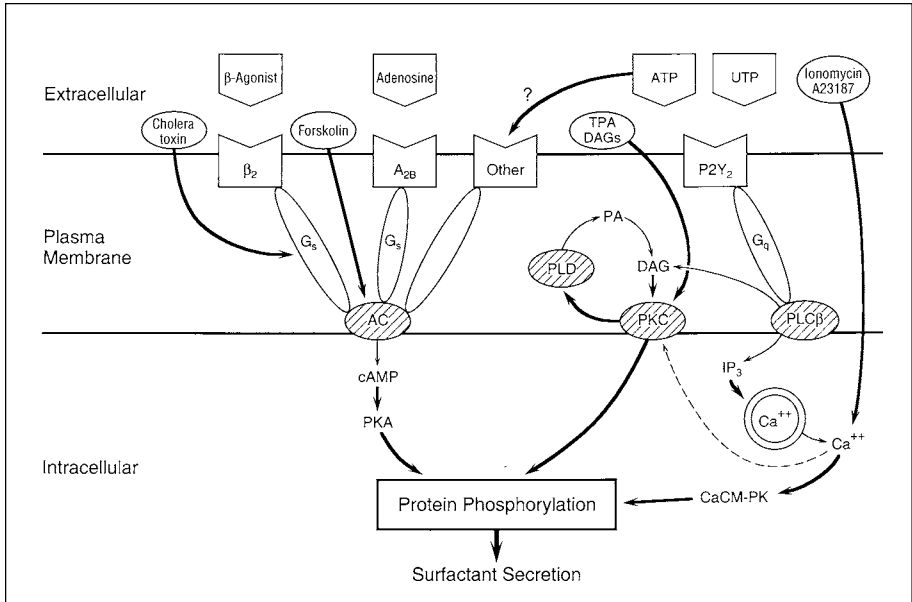 β-Agonist
Adenosine
ATP
UTP
Ionomycin
A23187
Extracellular
?
Cholera
toxin
Forskolin
TPA
DAGs
β₂
A₂B
Other
P2Y₂
Plasma
Membrane
Gₛ
Gₛ
PA
Gq
PLD
DAG
AC
PKC
PLCβ
cAMP
IP₃
PKA
Ca⁺⁺
Ca⁺⁺
Intracellular
CaCM-PK
Protein Phosphorylation
Surfactant Secretion